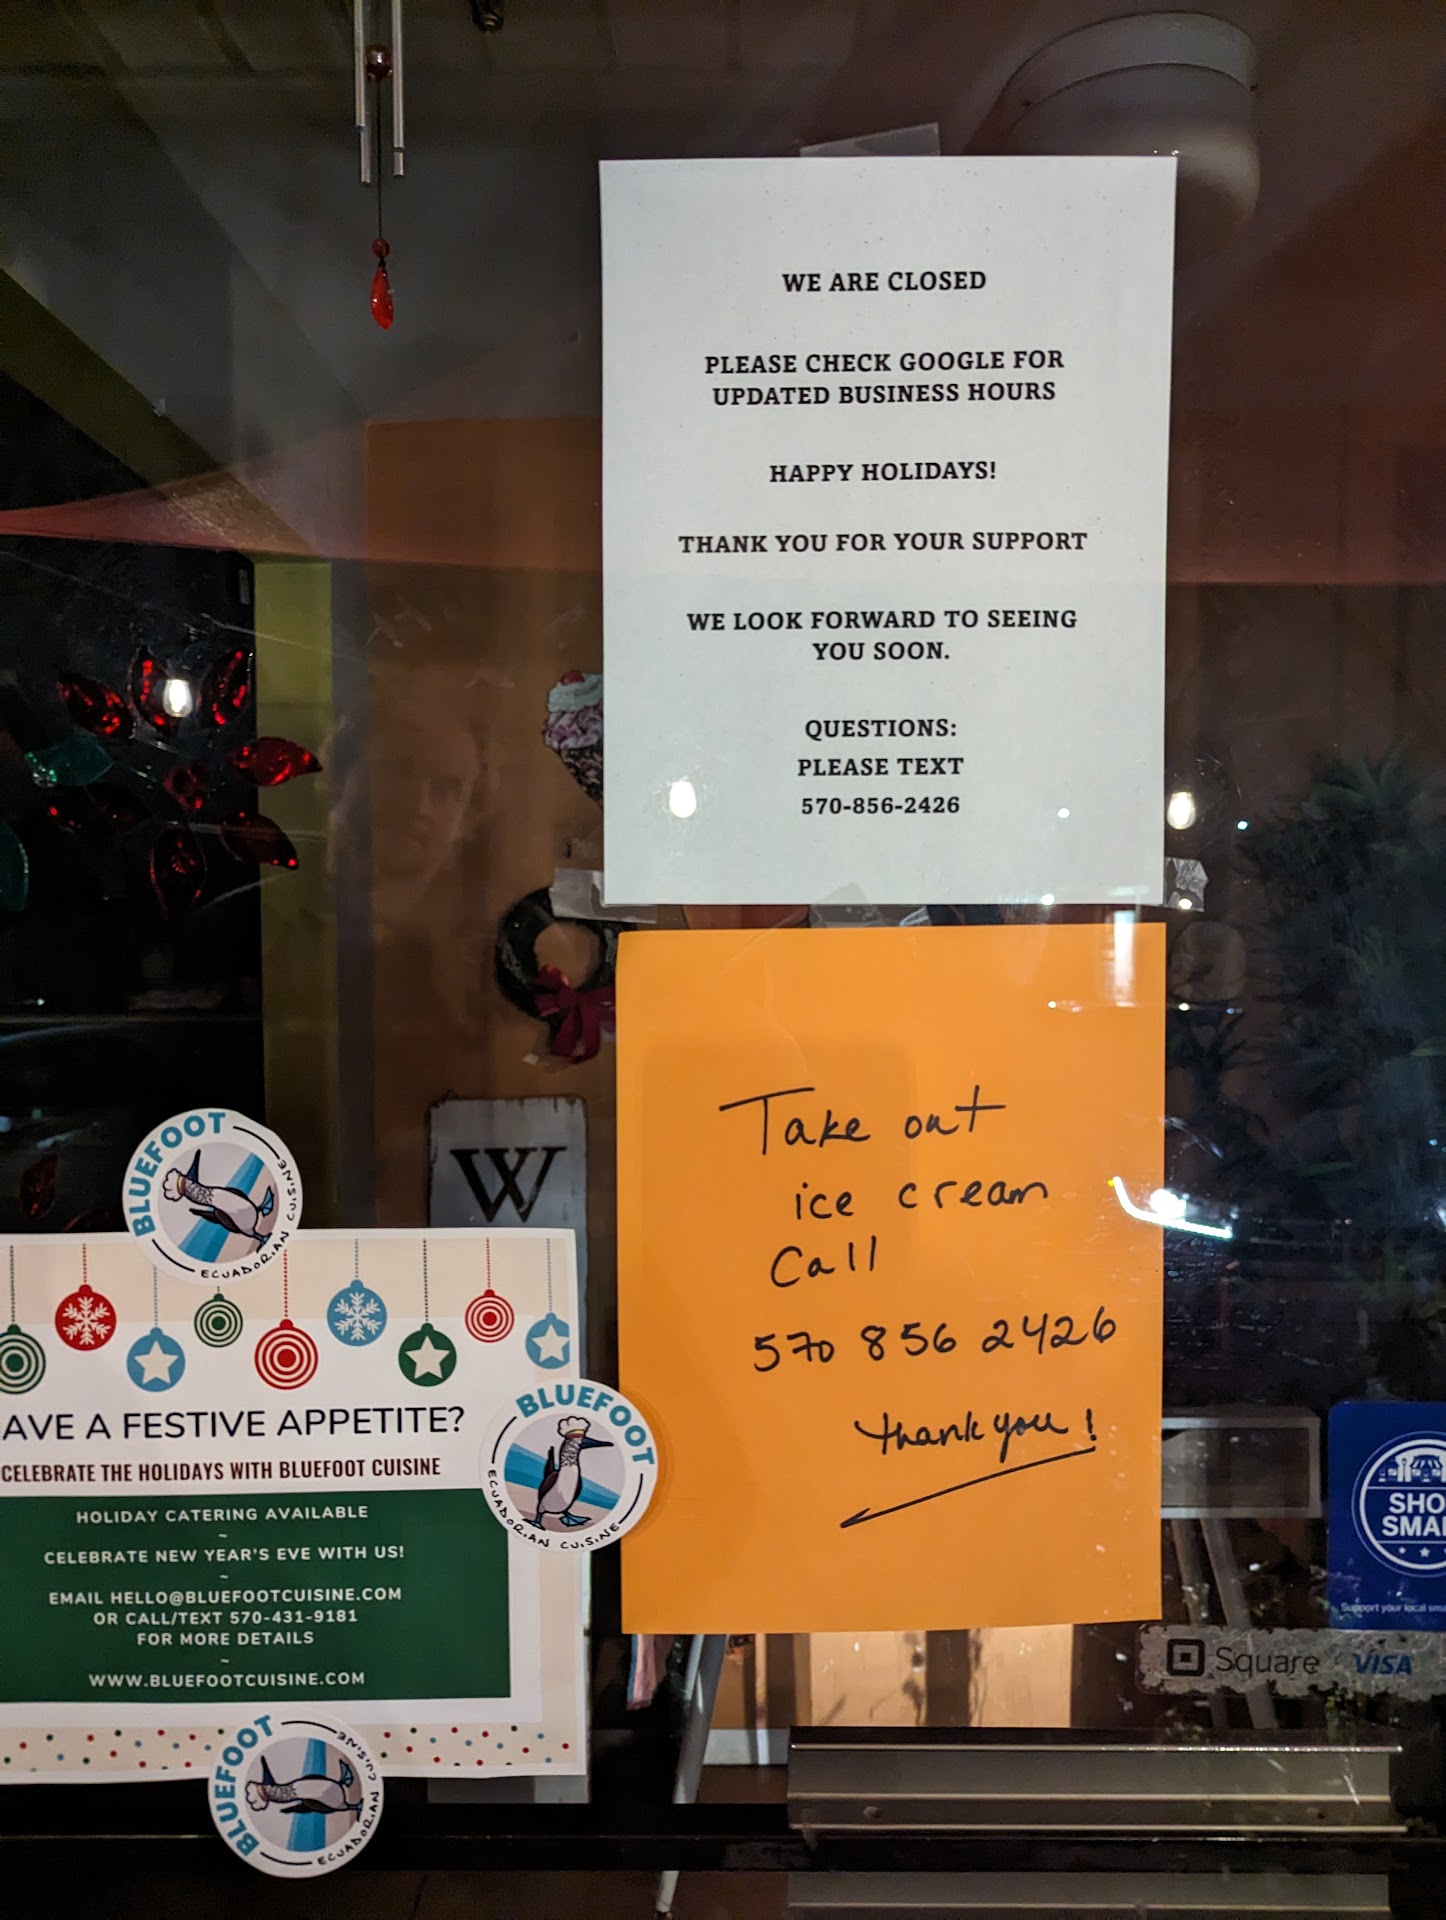 WE ARE CLOSED
PLEASE CHECK GOOGLE FOR
UPDATED BUSINESS HOURS
HAPPY HOLIDAYS!
THANK YOU FOR YOUR SUPPORT
WE LOOK FORWARD TO SEEING
YOU SOON.
QUESTIONS:
PLEASE TEXT
570-856-2426
Take out
ice cream
Call
570 856 2426
thank you!
W
BLUEFOOT
ECUADORIAN CUISINE
AVE A FESTIVE APPETITE?
CELEBRATE THE HOLIDAYS WITH BLUEFOOT CUISINE
HOLIDAY CATERING AVAILABLE
~
CELEBRATE NEW YEAR'S EVE WITH US!
~
EMAIL HELLO@BLUEFOOTCUISINE.COM
OR CALL/TEXT 570-431-9181
FOR MORE DETAILS
~
WWW.BLUEFOOTCUISINE.COM
BLUEFOOT
ECUADORIAN CUISINE
BLUEFOOT
ECUADORIAN CUISINE
SHO
SMA
Support your local sma
Square
VISA